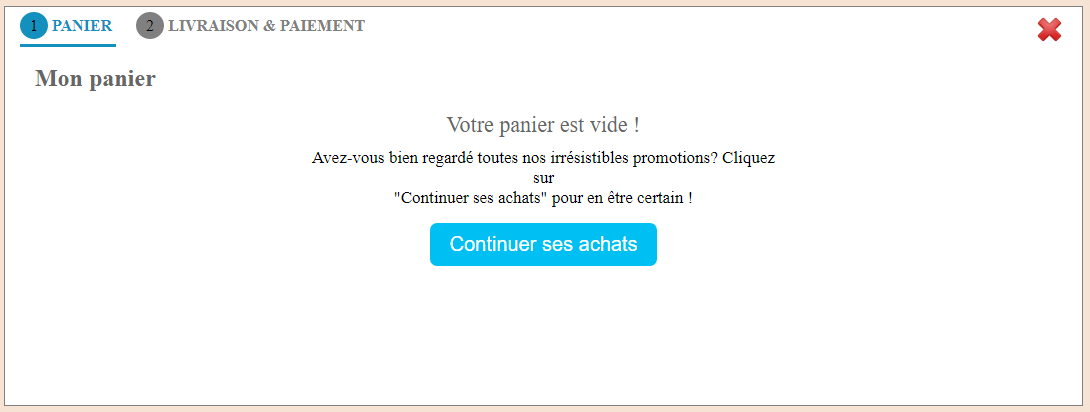 1 PANIER 2 LIVRAISON & PAIEMENT
Mon panier
Votre panier est vide !
Avez-vous bien regardé toutes nos irrésistibles promotions? Cliquez
sur
"Continuer ses achats" pour en être certain !
Continuer ses achats